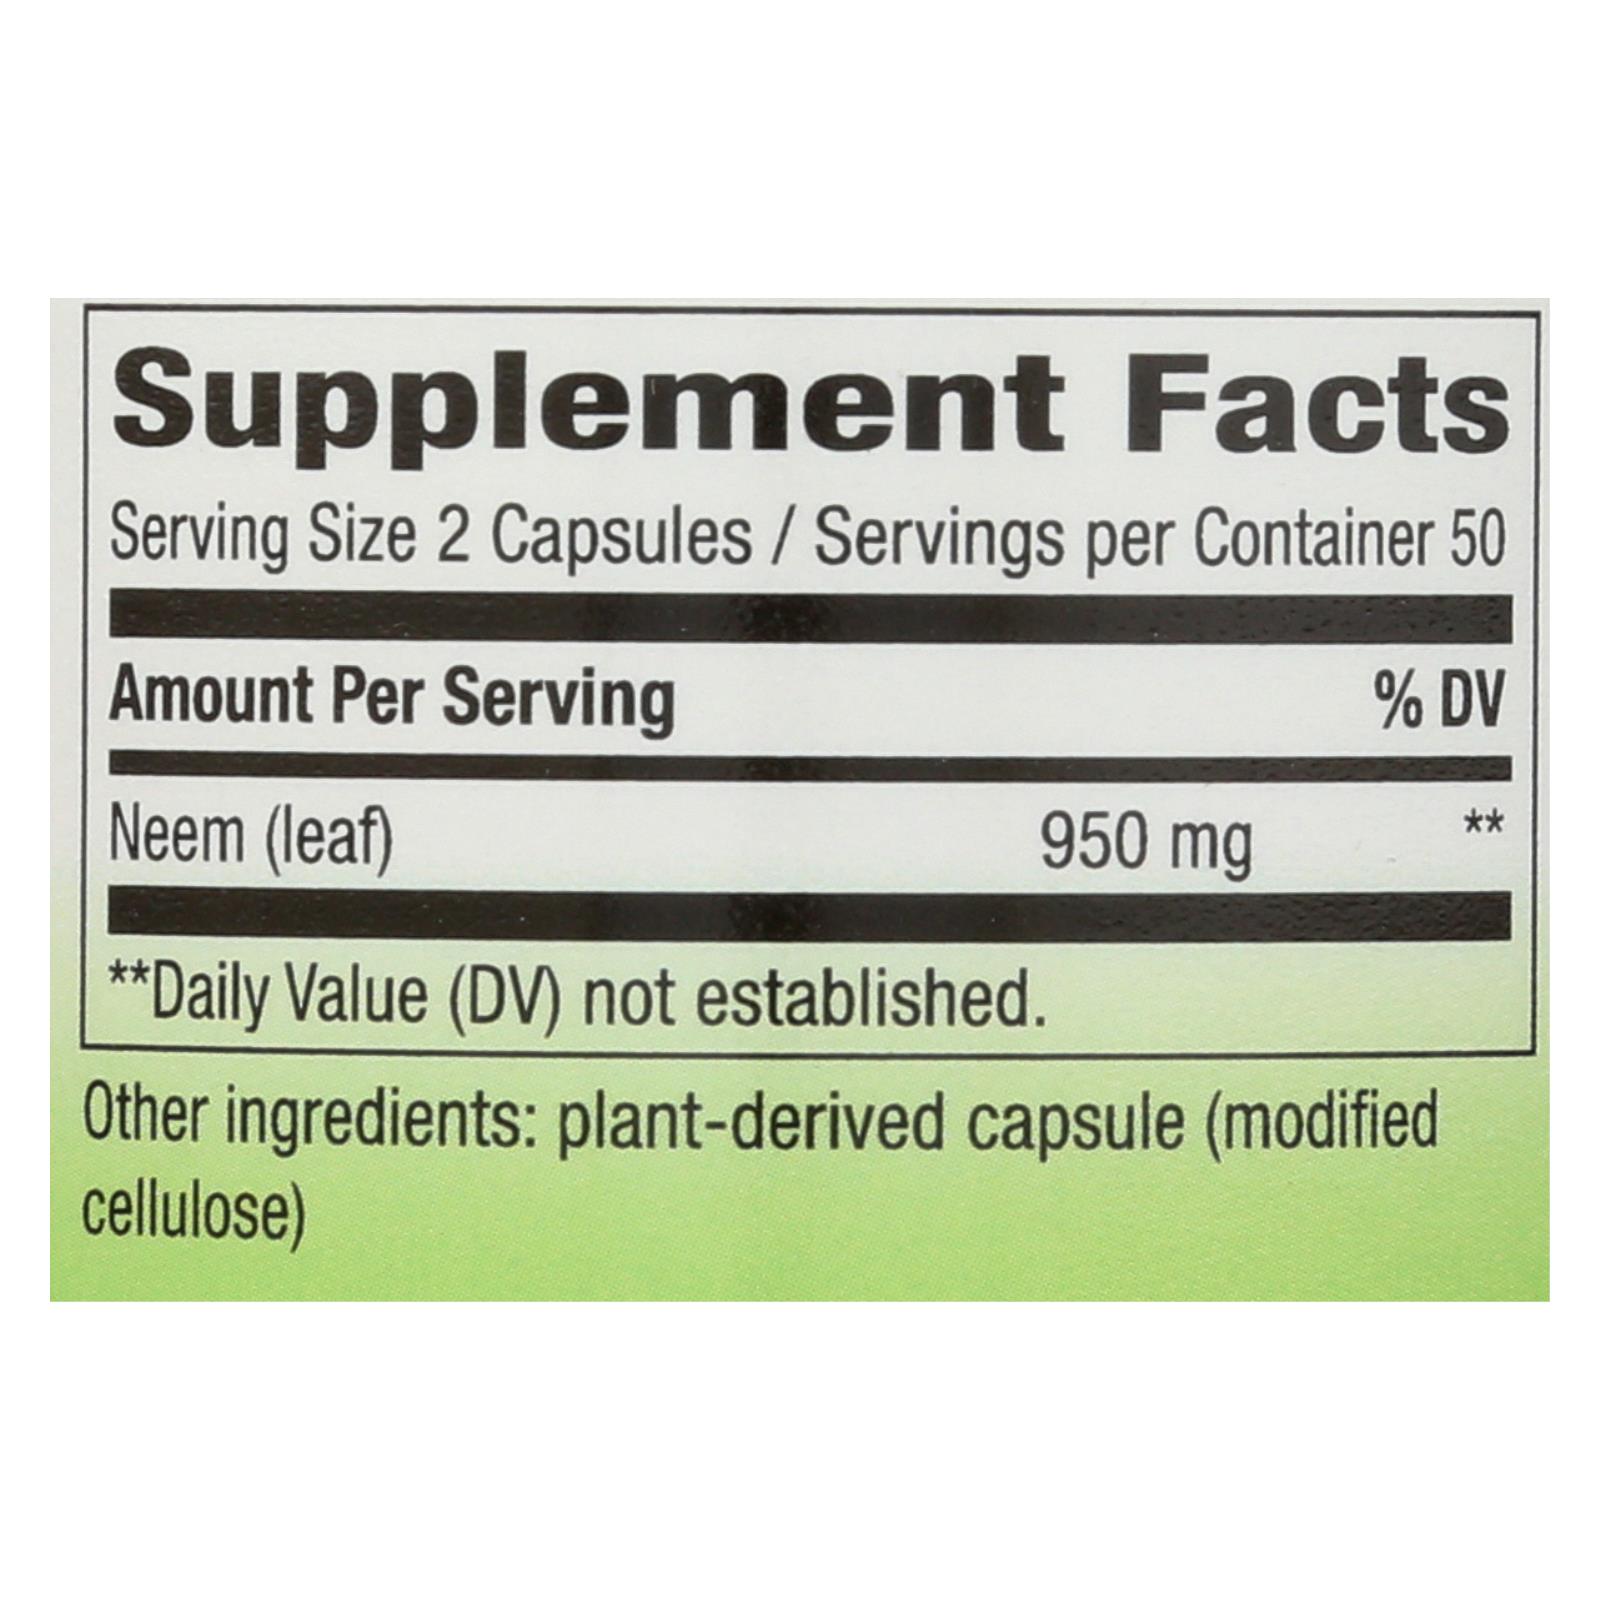 Supplement Facts
Serving Size 2 Capsules / Servings per Container 50
Amount Per Serving % DV
Neem (leaf) 950 mg **
**Daily Value (DV) not established.
Other ingredients: plant-derived capsule (modified
cellulose)